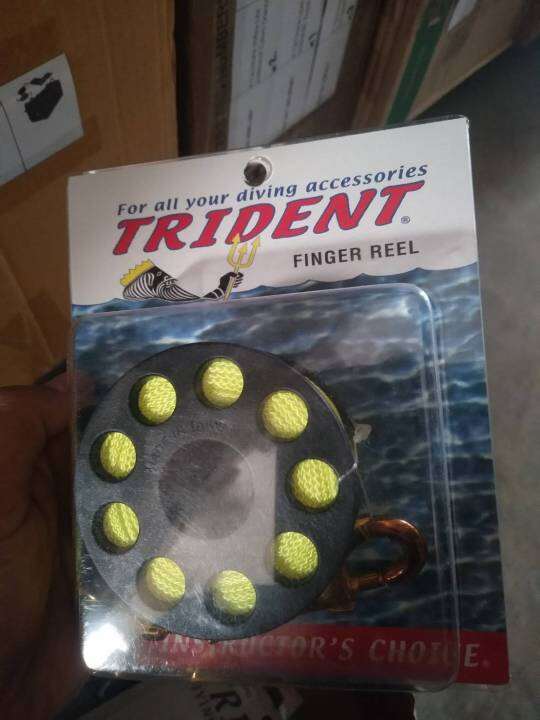 For all your diving accessories
TRIDENT®
FINGER REEL
INSTRUCTOR'S CHOICE®